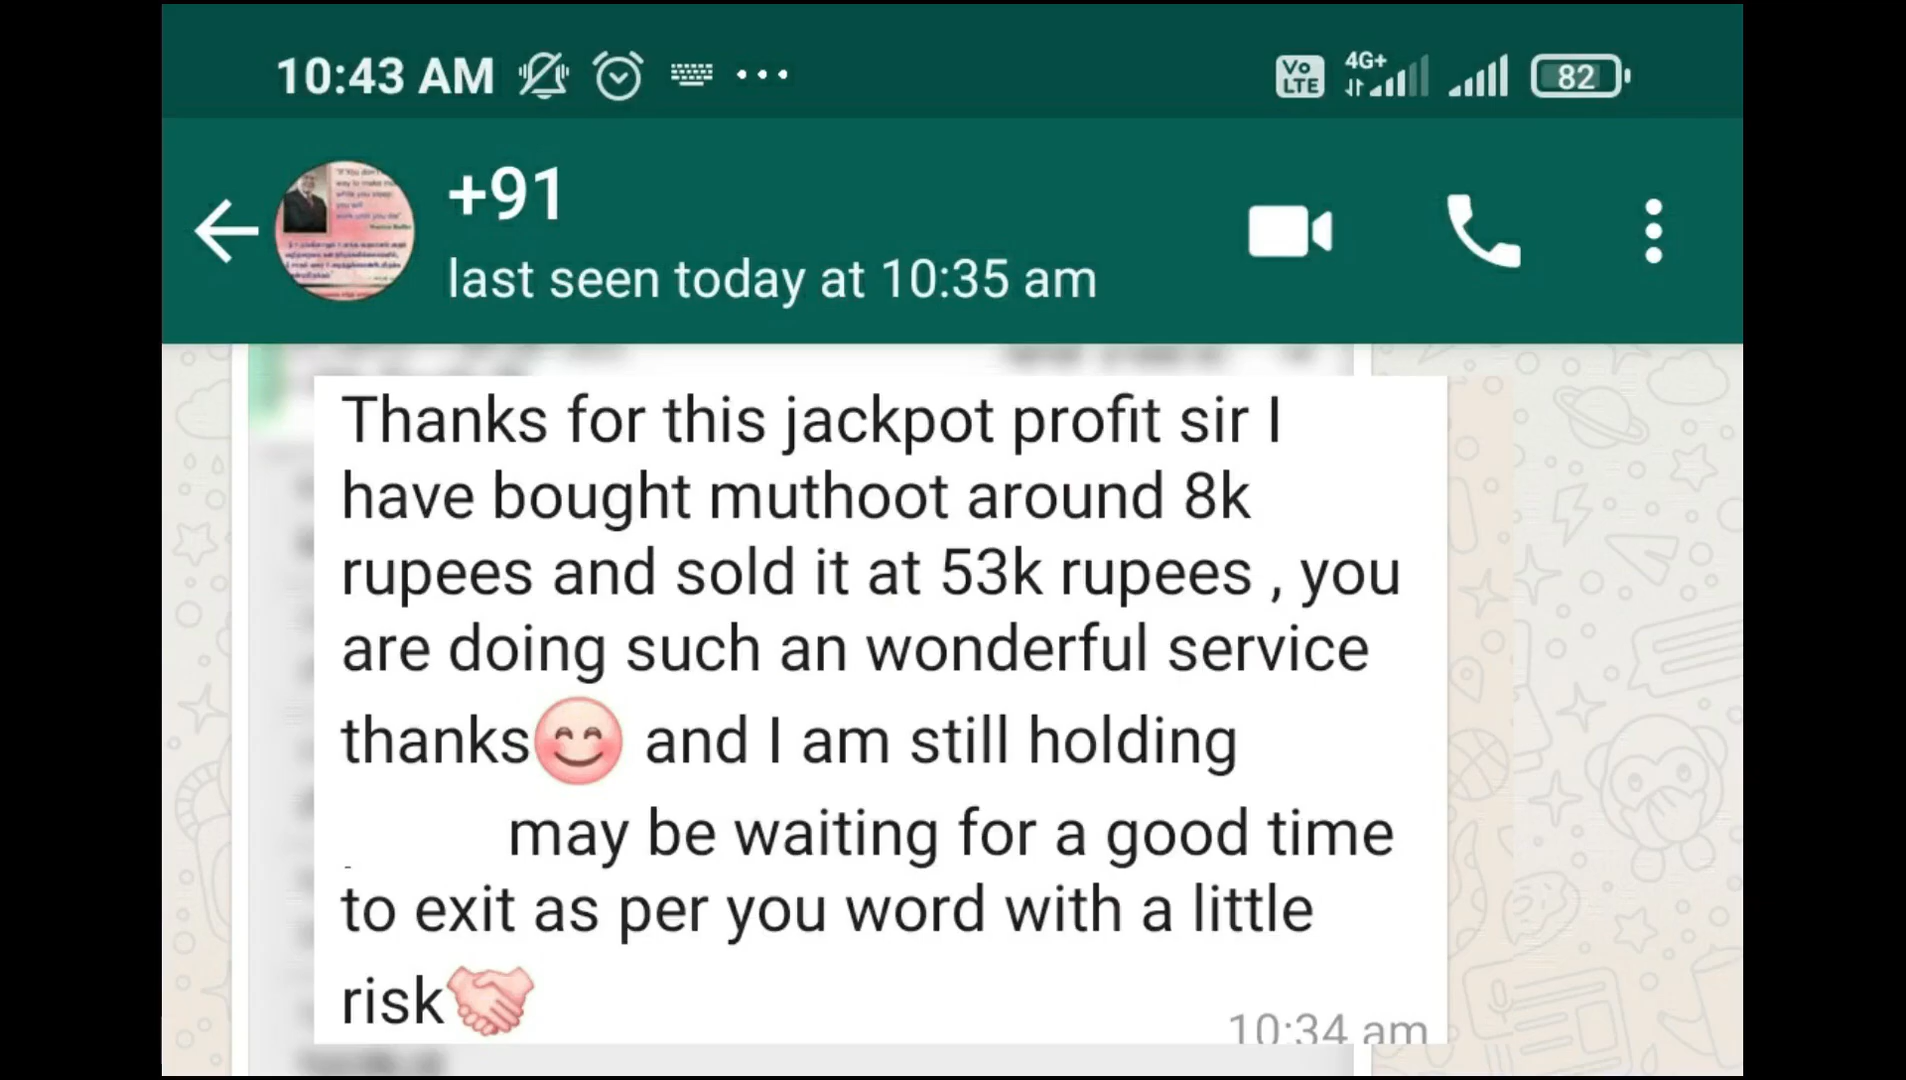 10:43 AM
Vo LTE
4G+
82
+91
last seen today at 10:35 am
Thanks for this jackpot profit sir I
have bought muthoot around 8k
rupees and sold it at 53k rupees , you
are doing such an wonderful service
thanks😊 and I am still holding
may be waiting for a good time
to exit as per you word with a little
risk🤝
10:34 am